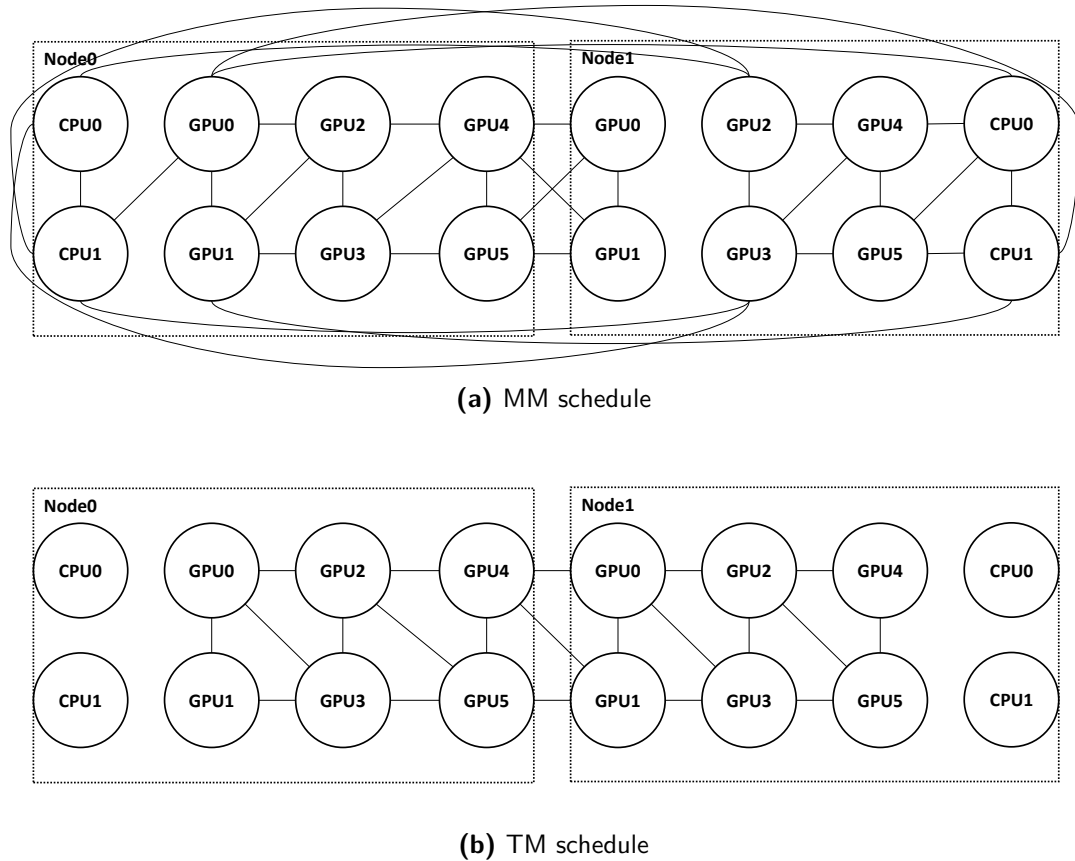 Node0 Node1
CPU0 GPU0 GPU2 GPU4 GPU0 GPU2 GPU4 CPU0
CPU1 GPU1 GPU3 GPU5 GPU1 GPU3 GPU5 CPU1
(a) MM schedule
Node0 Node1
CPU0 GPU0 GPU2 GPU4 GPU0 GPU2 GPU4 CPU0
CPU1 GPU1 GPU3 GPU5 GPU1 GPU3 GPU5 CPU1
(b) TM schedule